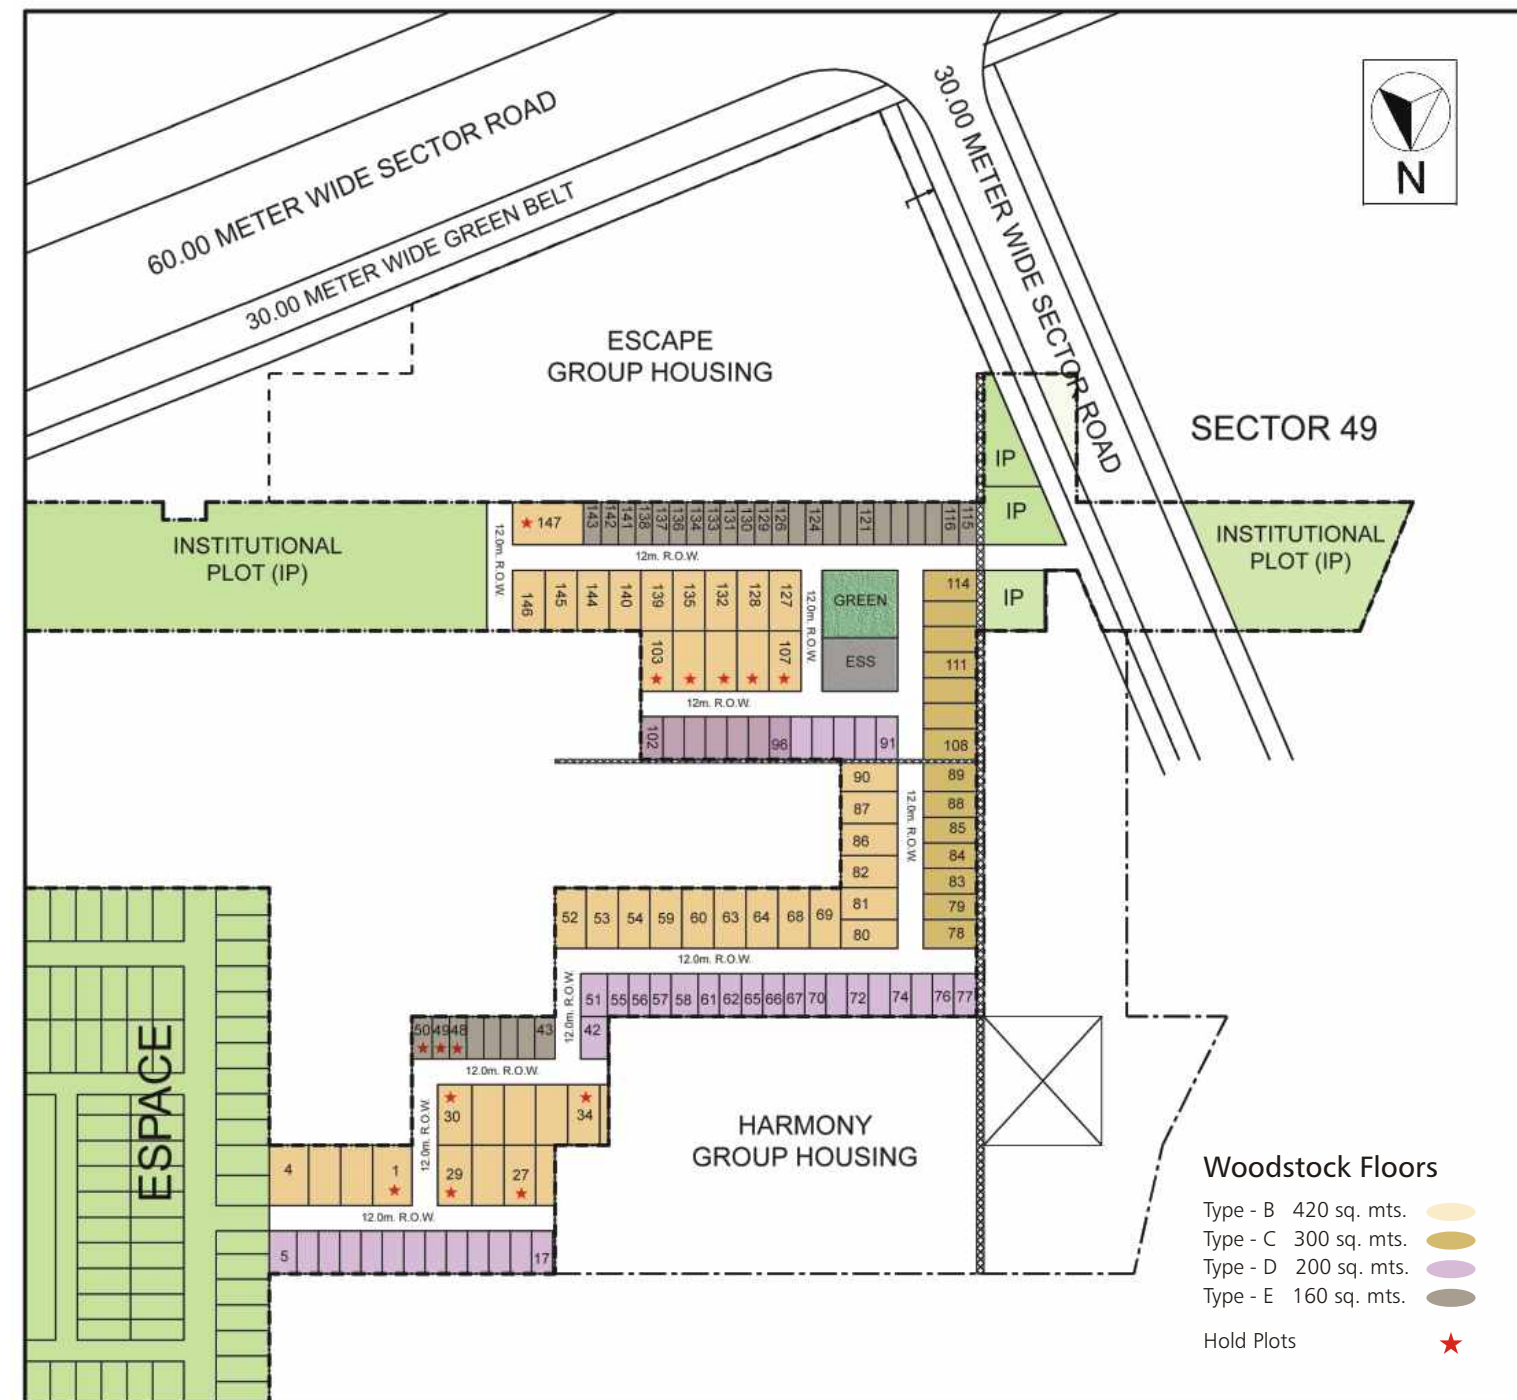 60.00 METER WIDE SECTOR ROAD
30.00 METER WIDE GREEN BELT
30.00 METER WIDE SECTOR ROAD
N
ESCAPE
GROUP HOUSING
SECTOR 49
IP
IP
INSTITUTIONAL
PLOT (IP)
INSTITUTIONAL
PLOT (IP)
12.0m. R.O.W.
147 143 142 141 138 137 136 134 133 131 130 129 126 124 121 116 115
12m. R.O.W.
146 145 144 140 139 135 132 128 127
12.0m. R.O.W.
GREEN
114
IP
103 107
ESS
111
12m. R.O.W.
102 96 91
108
90 89
87 88
12.0m. R.O.W.
86 85
84
82 83
81 79
80 78
52 53 54 59 60 63 64 68 69
12.0m. R.O.W.
12.0m. R.O.W.
51 55 56 57 58 61 62 65 66 67 70 72 74 76 77
50 49 48 43
42
12.0m. R.O.W.
12.0m. R.O.W.
30 34
ESPACE
HARMONY
GROUP HOUSING
4 1
29 27
12.0m. R.O.W.
5 17
Woodstock Floors
Type - B 420 sq. mts.
Type - C 300 sq. mts.
Type - D 200 sq. mts.
Type - E 160 sq. mts.
Hold Plots